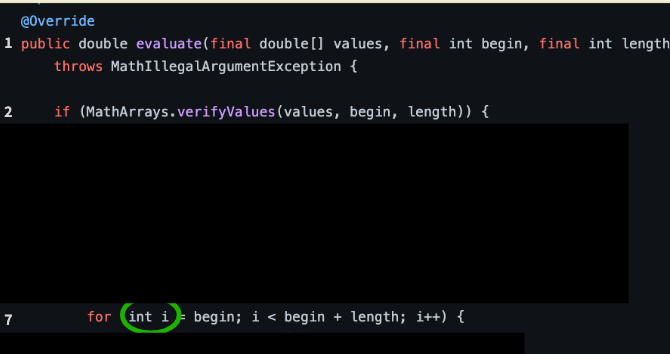 @Override
1 public double evaluate(final double[] values, final int begin, final int length
throws MathIllegalArgumentException {
2 if (MathArrays.verifyValues(values, begin, length)) {
7 for int i = begin; i < begin + length; i++) {